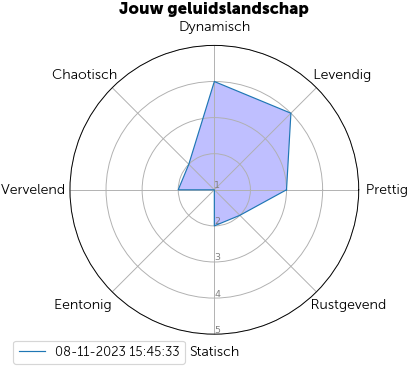 Jouw geluidslandschap
Dynamisch
Chaotisch
Levendig
Vervelend
1
Prettig
2
3
4
Eentonig
Rustgevend
5
08-11-2023 15:45:33
Statisch